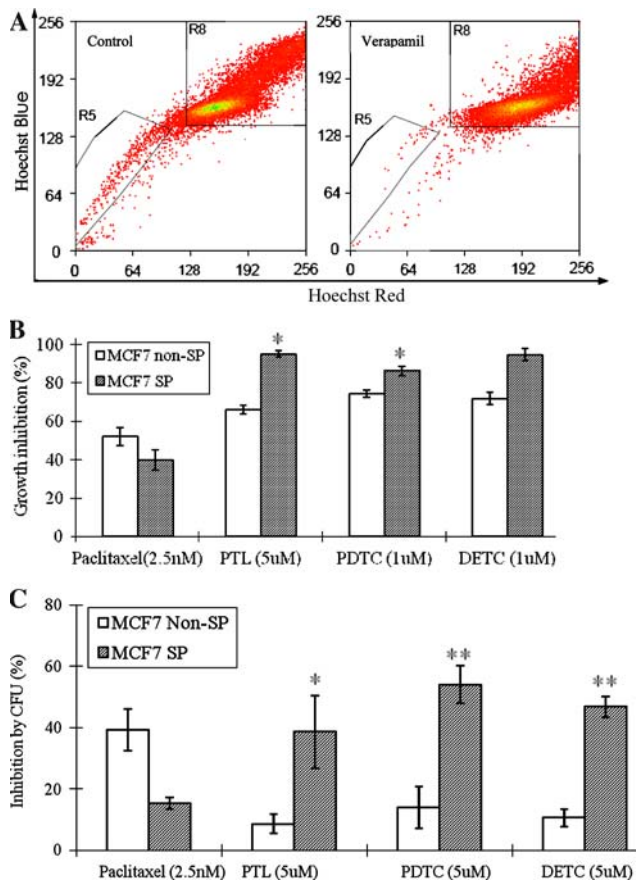 A
256
192
128
64
0
Hoechst Blue
Control
R8
R5
0
64
128
192
256
256
192
128
64
0
Verapamil
R8
R5
0
64
128
192
256
Hoechst Red
B
Growth inhibition (%)
100
80
60
40
20
0
MCF7 non-SP
MCF7 SP
*
*
Paclitaxel(2.5nM)
PTL (5uM)
PDTC (1uM)
DETC (1uM)
C
Inhibition by CFU (%)
80
60
40
20
0
MCF7 Non-SP
MCF7 SP
*
**
**
Paclitaxel (2.5nM)
PTL (5uM)
PDTC (5uM)
DETC (5uM)